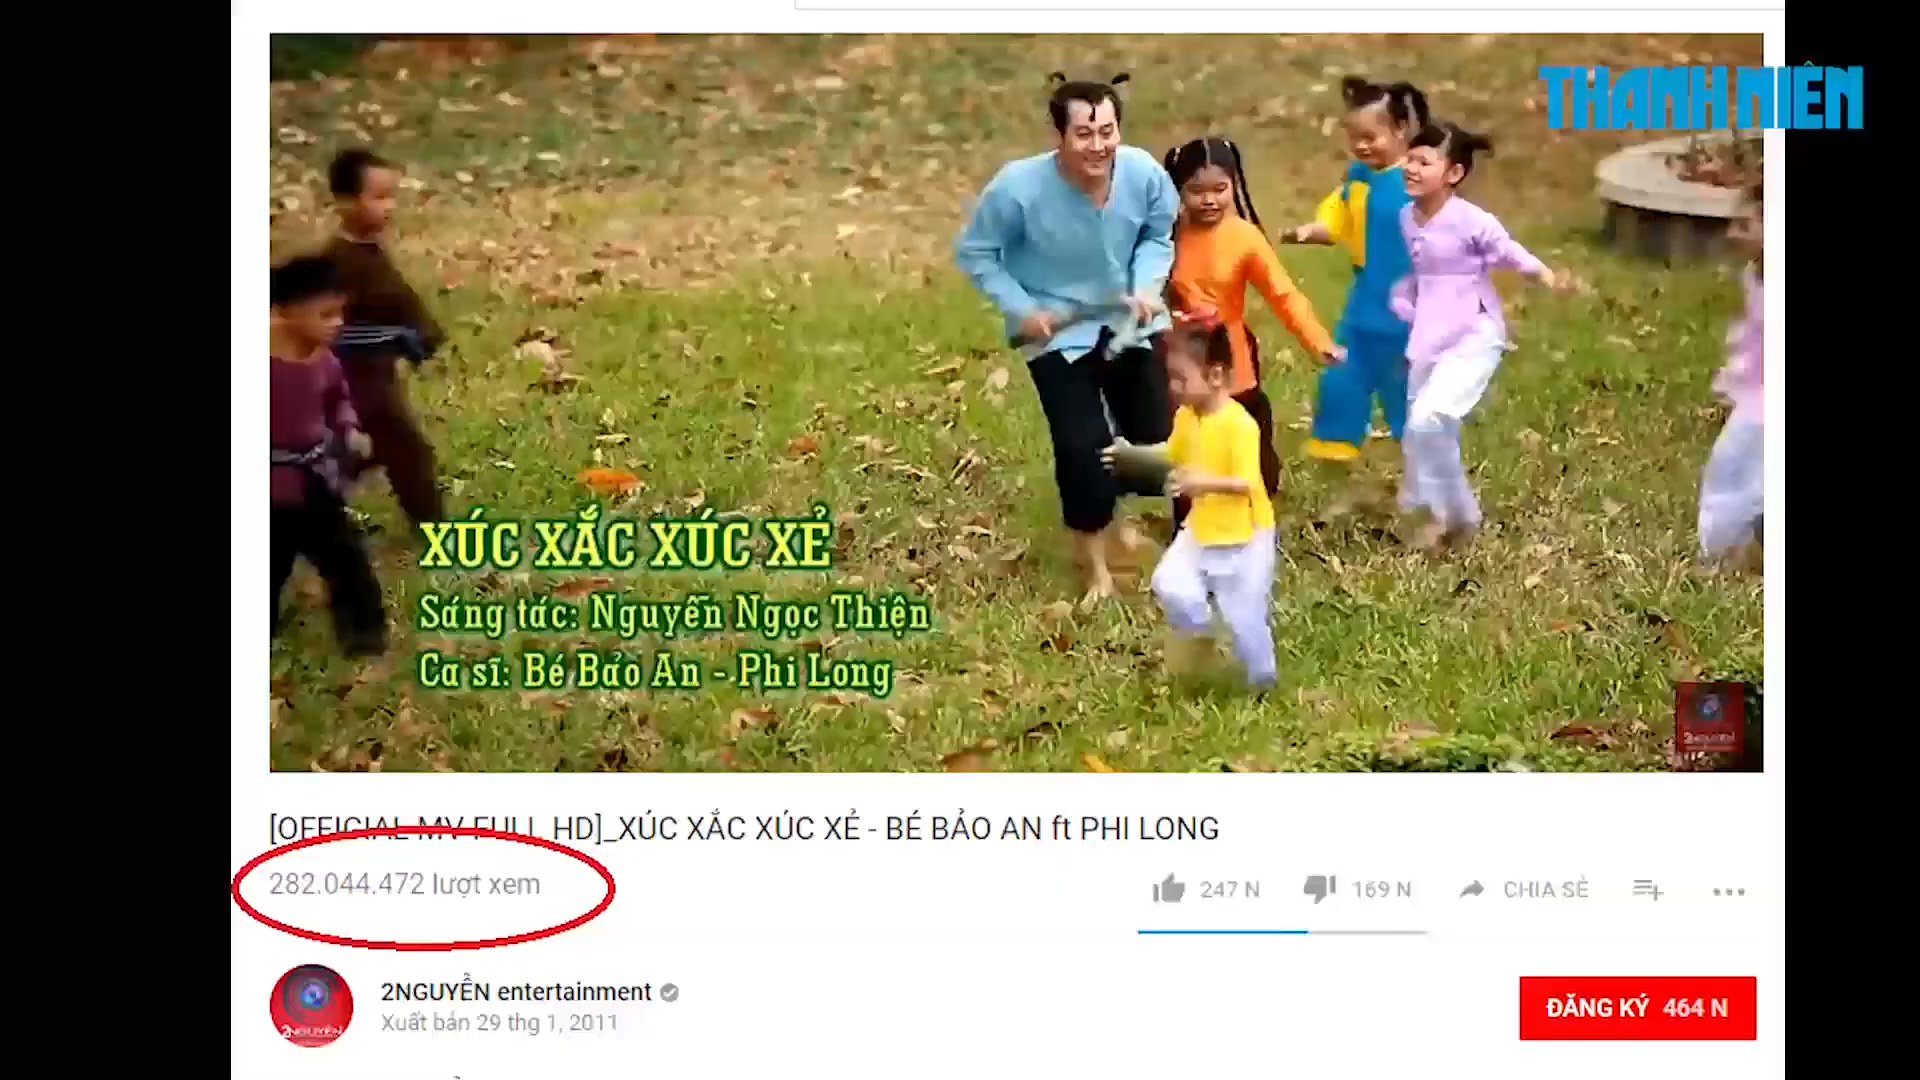 THANH NIÊN
XÚC XẮC XÚC XẺ
Sáng tác: Nguyễn Ngọc Thiện
Ca sĩ: Bé Bảo An - Phi Long
2NGUYỄN
[OFFICIAL MV FULL HD]_XÚC XẮC XÚC XẺ - BÉ BẢO AN ft PHI LONG
282.044.472 lượt xem
247 N
169 N
CHIA SẺ
2NGUYỄN
2NGUYỄN entertainment
Xuất bản 29 thg 1, 2011
ĐĂNG KÝ 464 N